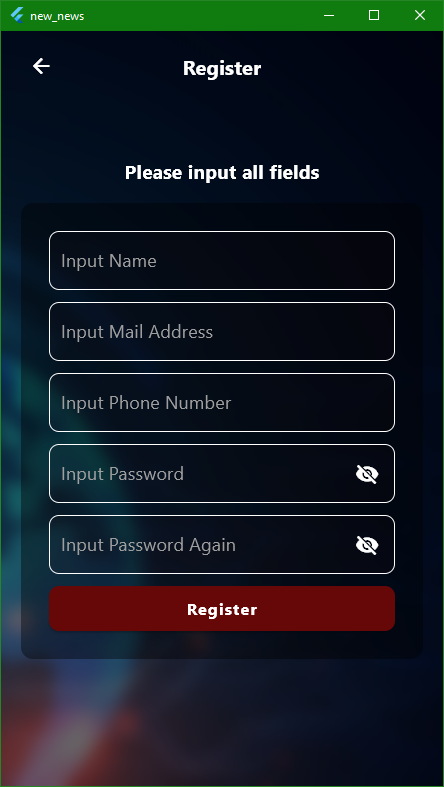 new_news
Register
Please input all fields
Input Name
Input Mail Address
Input Phone Number
Input Password
Input Password Again
Register